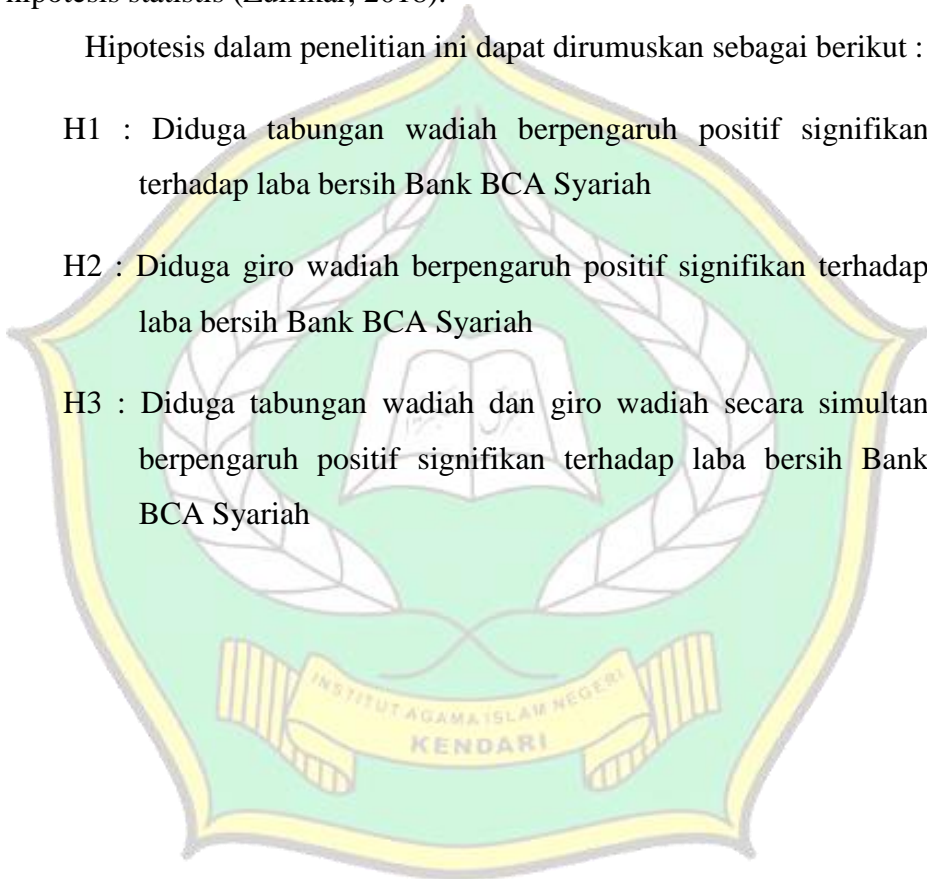 hipotesis statistis
Hipotesis dalam penelitian ini dapat dirumuskan sebagai berikut :
H1 : Diduga tabungan wadiah berpengaruh positif signifikan
terhadap laba bersih Bank BCA Syariah
H2 : Diduga giro wadiah berpengaruh positif signifikan terhadap
laba bersih Bank BCA Syariah
H3 : Diduga tabungan wadiah dan giro wadiah secara simultan
berpengaruh positif signifikan terhadap laba bersih Bank
BCA Syariah
INSTITUT AGAMA ISLAM NEGERI
KENDARI